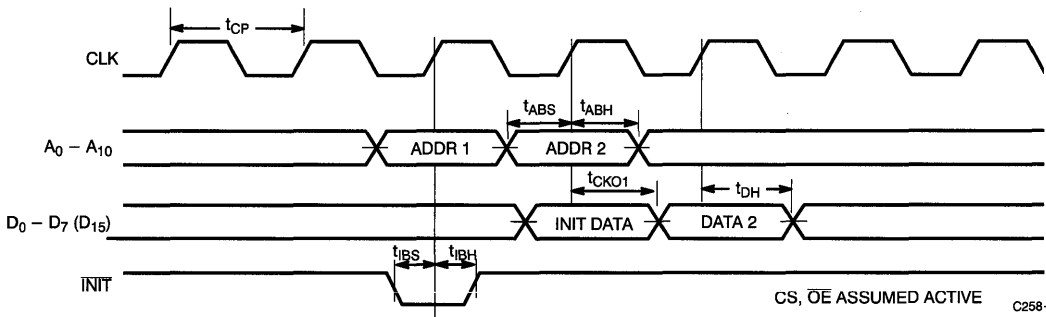 tCP
CLK
tABS tABH
A0 – A10 ADDR 1 ADDR 2
tCKO1 tDH
D0 – D7 (D15) INIT DATA DATA 2
tIBS tIBH
INIT
CS, OE ASSUMED ACTIVE
C258-